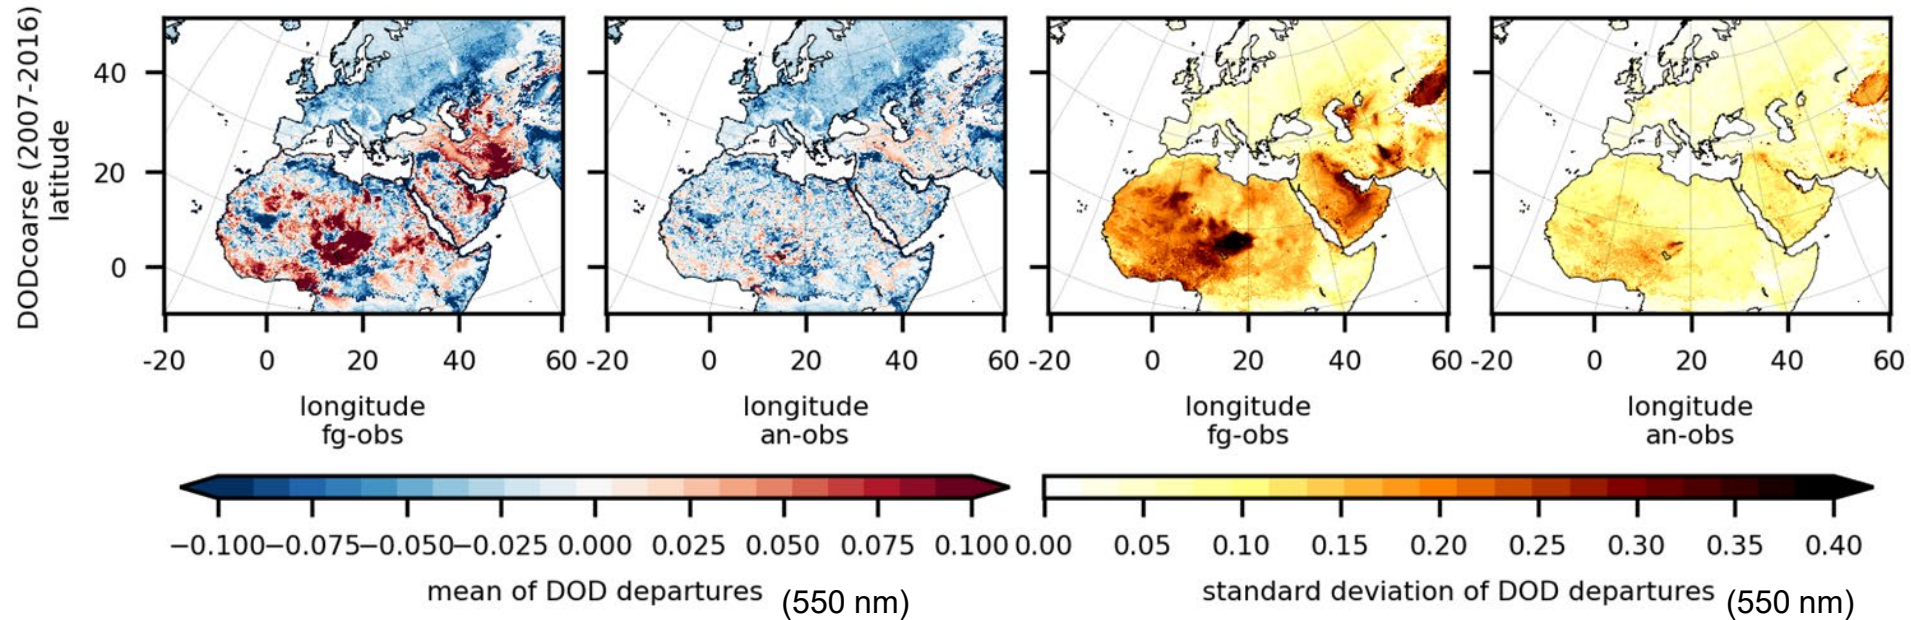 DODcoarse (2007-2016)
latitude
40
20
0
-20 0 20 40 60
-20 0 20 40 60
-20 0 20 40 60
-20 0 20 40 60
longitude
fg-obs
longitude
an-obs
longitude
fg-obs
longitude
an-obs
−0.100 −0.075 −0.050 −0.025 0.000 0.025 0.050 0.075 0.100
mean of DOD departures (550 nm)
0.00 0.05 0.10 0.15 0.20 0.25 0.30 0.35 0.40
standard deviation of DOD departures (550 nm)